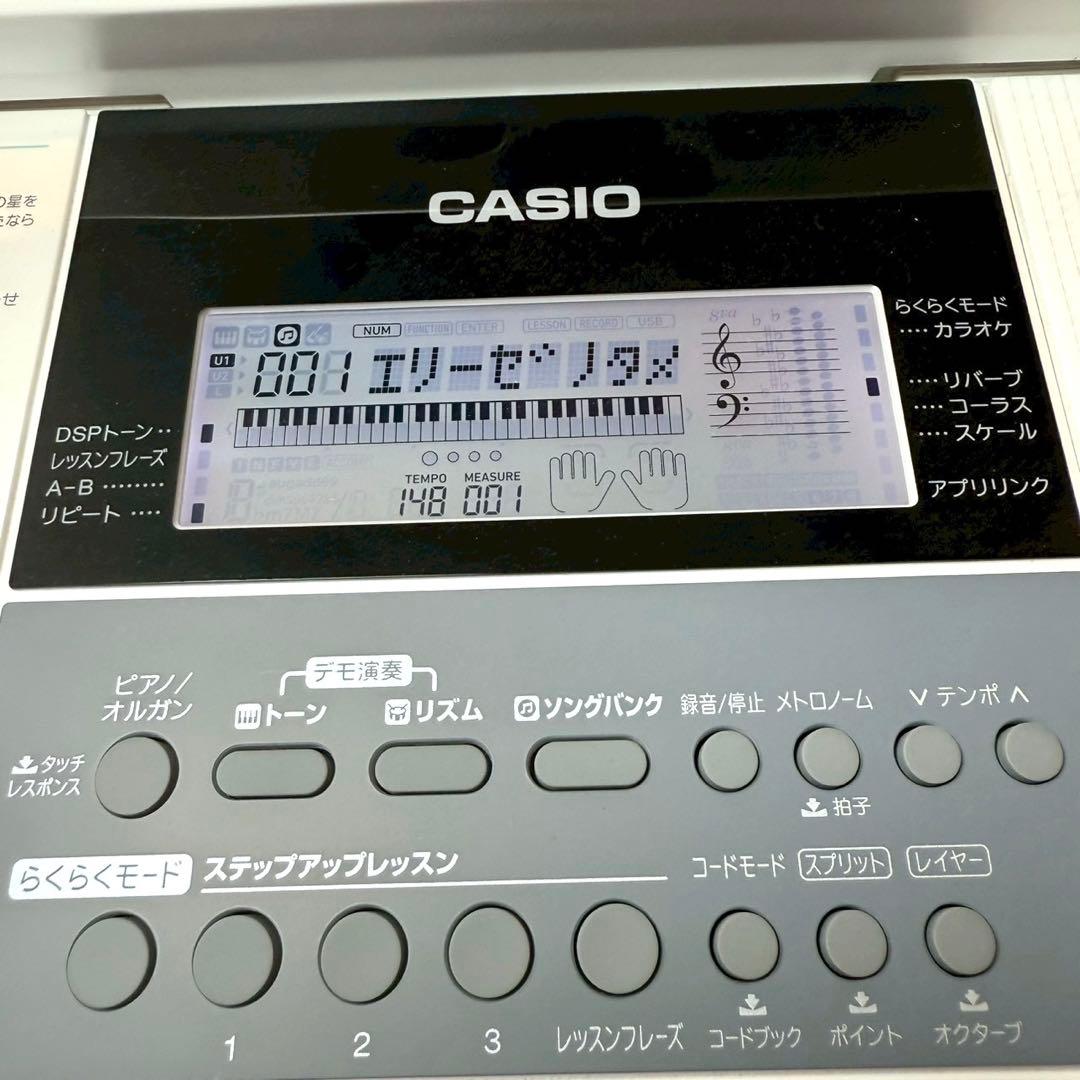 の星を
なら
せ
CASIO
NUM FUNCTION ENTER LESSON RECORD USB
U1
U2
L
001 エリーゼ゛ノタメ
8va
TEMPO MEASURE
148 001
DSPトーン
レッスンフレーズ
A-B
リピート
らくらくモード
カラオケ
リバーブ
コーラス
スケール
アプリリンク
デモ演奏
ピアノ/
オルガン
トーン リズム ソングバンク 録音/停止 メトロノーム ∨ テンポ ∧
タッチ
レスポンス
拍子
らくらくモード ステップアップレッスン コードモード スプリット レイヤー
1 2 3 レッスンフレーズ コードブック ポイント オクターブ